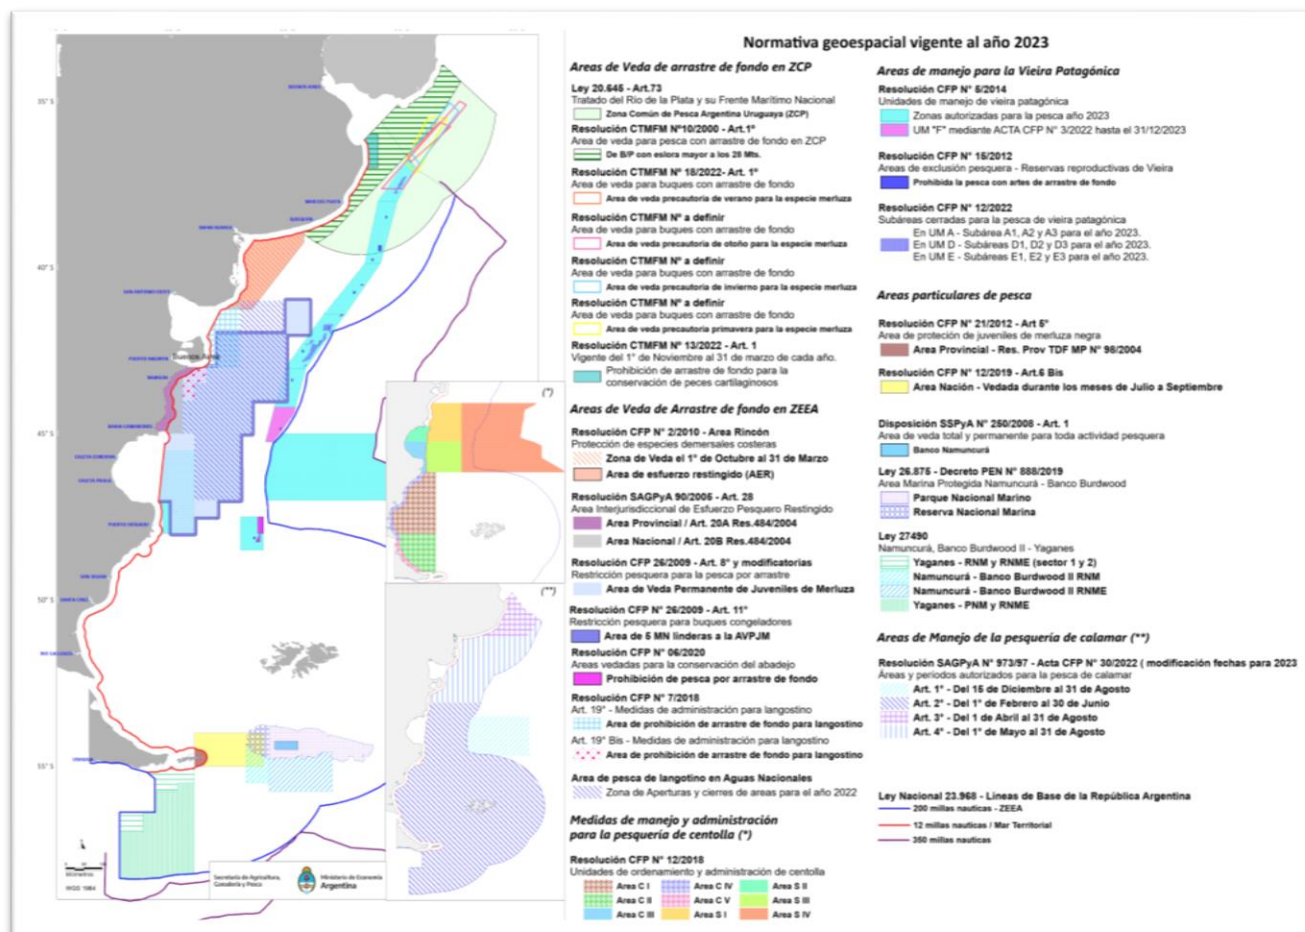 Normativa geoespacial vigente al año 2023
Areas de Veda de arrastre de fondo en ZCP
Ley 20.645 - Art.73
Tratado del Rio de la Plata y su Frente Marítimo Nacional
Zona Común de Pesca Argentina Uruguaya (ZCP)
Resolución CTMFM Nº10/2000 - Art.1º
Area de veda para pesca con arrastre de fondo en ZCP
De B/P con eslora mayor a los 28 Mts.
Resolución CTMFM Nº 18/2022- Art. 1º
Area de veda para buques con arrastre de fondo
Area de veda precautoria de verano para la especie merluza
Resolución CTMFM Nº a definir
Area de veda para buques con arrastre de fondo
Area de veda precautoria de otoño para la especie merluza
Resolución CTMFM Nº a definir
Area de veda para buques con arrastre de fondo
Area de veda precautoria de invierno para la especie merluza
Resolución CTMFM Nº a definir
Area de veda para buques con arrastre de fondo
Area de veda precautoria primavera para la especie merluza
Resolución CTMFM Nº 13/2022 - Art. 1
Vigente del 1° de Noviembre al 31 de marzo de cada año.
Prohibición de arrastre de fondo para la
conservación de peces cartilaginosos
Areas de Veda de Arrastre de fondo en ZEEA
Resolución CFP N° 2/2010 - Area Rincón
Protección de especies demersales costeras
Zona de Veda el 1° de Octubre al 31 de Marzo
Area de esfuerzo restingido (AER)
Resolución SAGPyA 90/2005 - Art. 28
Area Interjurisdiccional de Esfuerzo Pesquero Restingido
Area Provincial / Art. 20A Res.484/2004
Area Nacional / Art. 20B Res.484/2004
Resolución CFP 26/2009 - Art. 8° y modificatorias
Restricción pesquera para la pesca por arrastre
Area de Veda Permanente de Juveniles de Merluza
Resolución CFP N° 26/2009 - Art. 11°
Restricción pesquera para buques congeladores
Area de 5 MN linderas a la AVPJM
Resolución CFP N° 06/2020
Areas vedadas para la conservación del abadejo
Prohibición de pesca por arrastre de fondo
Resolución CFP N° 7/2018
Art. 19° - Medidas de administración para langostino
Area de prohibición de arrastre de fondo para langostino
Art. 19° Bis - Medidas de administración para langostino
Area de prohibición de arrastre de fondo para langostino
Area de pesca de langotino en Aguas Nacionales
Zona de Aperturas y cierres de areas para el año 2022
Medidas de manejo y administración
para la pesquería de centolla (*)
Resolución CFP N° 12/2018
Unidades de ordenamiento y administración de centolla
Area C I
Area C II
Area C III
Area C IV
Area C V
Area S I
Area S II
Area S III
Area S IV
Areas de manejo para la Vieira Patagónica
Resolución CFP N° 5/2014
Unidades de manejo de vieira patagónica
Zonas autorizadas para la pesca año 2023
UM "F" mediante ACTA CFP N° 3/2022 hasta el 31/12/2023
Resolución CFP N° 15/2012
Areas de exclusión pesquera - Reservas reproductivas de Vieira
Prohibida la pesca con artes de arrastre de fondo
Resolución CFP N° 12/2022
Subáreas cerradas para la pesca de vieira patagónica
En UM A - Subárea A1, A2 y A3 para el año 2023.
En UM D - Subáreas D1, D2 y D3 para el año 2023.
En UM E - Subáreas E1, E2 y E3 para el año 2023.
Areas particulares de pesca
Resolución CFP N° 21/2012 - Art 5°
Area de proteción de juveniles de merluza negra
Area Provincial - Res. Prov TDF MP N° 98/2004
Resolución CFP N° 12/2019 - Art.6 Bis
Area Nación - Vedada durante los meses de Julio a Septiembre
Disposición SSPyA N° 250/2008 - Art. 1
Area de veda total y permanente para toda actividad pesquera
Banco Namuncurá
Ley 26.875 - Decreto PEN N° 888/2019
Area Marina Protegida Namuncurá - Banco Burdwood
Parque Nacional Marino
Reserva Nacional Marina
Ley 27490
Namuncurá, Banco Burdwood II - Yaganes
Yaganes - RNM y RNME (sector 1 y 2)
Namuncurá - Banco Burdwood II RNM
Namuncurá - Banco Burdwood II RNME
Yaganes - PNM y RNME
Areas de Manejo de la pesquería de calamar (**)
Resolución SAGPyA N° 973/97 - Acta CFP N° 30/2022 ( modificación fechas para 2023
Áreas y periodos autorizados para la pesca de calamar
Art. 1° - Del 15 de Diciembre al 31 de Agosto
Art. 2° - Del 1° de Febrero al 30 de Junio
Art. 3° - Del 1 de Abril al 31 de Agosto
Art. 4° - Del 1° de Mayo al 31 de Agosto
Ley Nacional 23.968 - Lineas de Base de la República Argentina
200 millas nauticas - ZEEA
12 millas nauticas / Mar Territorial
350 millas nauticas
35° S
40° S
45° S
50° S
55° S
(*)
(**)
WGS 1984
Secretaría de Agricultura,
Ganadería y Pesca
Ministerio de Economía
Argentina